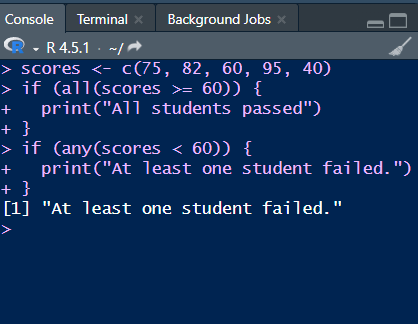 Console Terminal × Background Jobs ×
R 4.5.1 · ~/
> scores <- c(75, 82, 60, 95, 40)
> if (all(scores >= 60)) {
+   print("All students passed")
+ }
> if (any(scores < 60)) {
+   print("At least one student failed.")
+ }
[1] "At least one student failed."
>